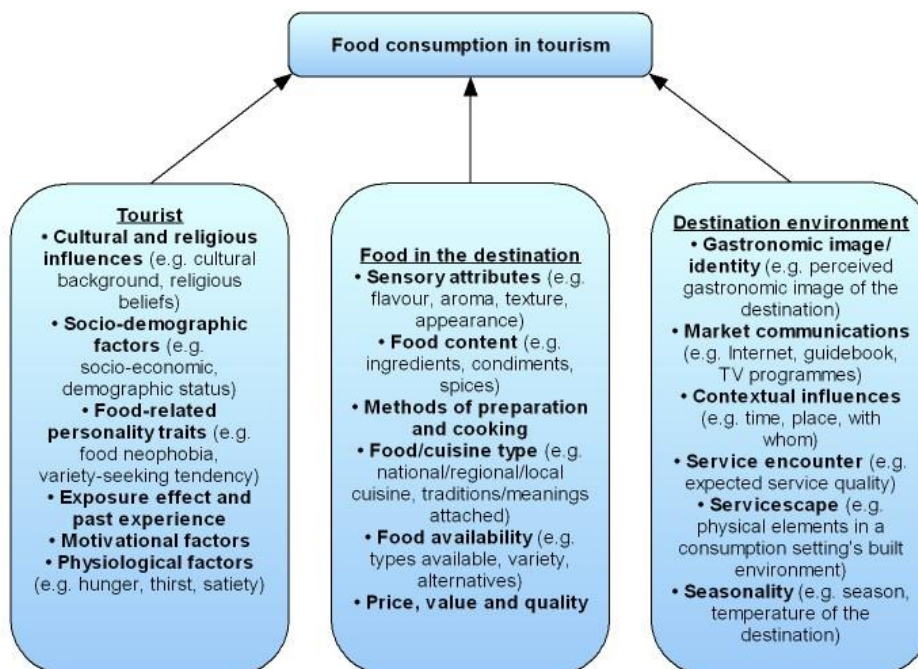 Food consumption in tourism
Tourist
• Cultural and religious
influences (e.g. cultural
background, religious
beliefs)
• Socio-demographic
factors (e.g.
socio-economic,
demographic status)
• Food-related
personality traits (e.g.
food neophobia,
variety-seeking tendency)
• Exposure effect and
past experience
• Motivational factors
• Physiological factors
(e.g. hunger, thirst, satiety)
Food in the destination
• Sensory attributes (e.g.
flavour, aroma, texture,
appearance)
• Food content (e.g.
ingredients, condiments,
spices)
• Methods of preparation
and cooking
• Food/cuisine type (e.g.
national/regional/local
cuisine, traditions/meanings
attached)
• Food availability (e.g.
types available, variety,
alternatives)
• Price, value and quality
Destination environment
• Gastronomic image/
identity (e.g. perceived
gastronomic image of the
destination)
• Market communications
(e.g. Internet, guidebook,
TV programmes)
• Contextual influences
(e.g. time, place, with
whom)
• Service encounter (e.g.
expected service quality)
• Servicescape (e.g.
physical elements in a
consumption setting's built
environment)
• Seasonality (e.g. season,
temperature of the
destination)